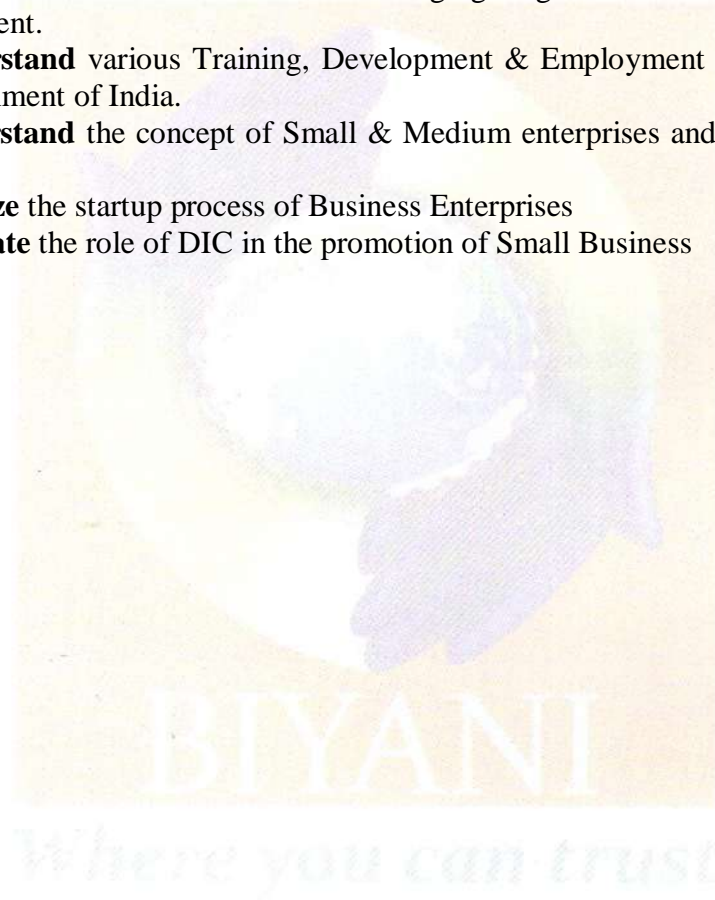 ent.
rstand various Training, Development & Employment
nment of India.
rstand the concept of Small & Medium enterprises and
ze the startup process of Business Enterprises
ate the role of DIC in the promotion of Small Business
BIYANI
Where you can trust